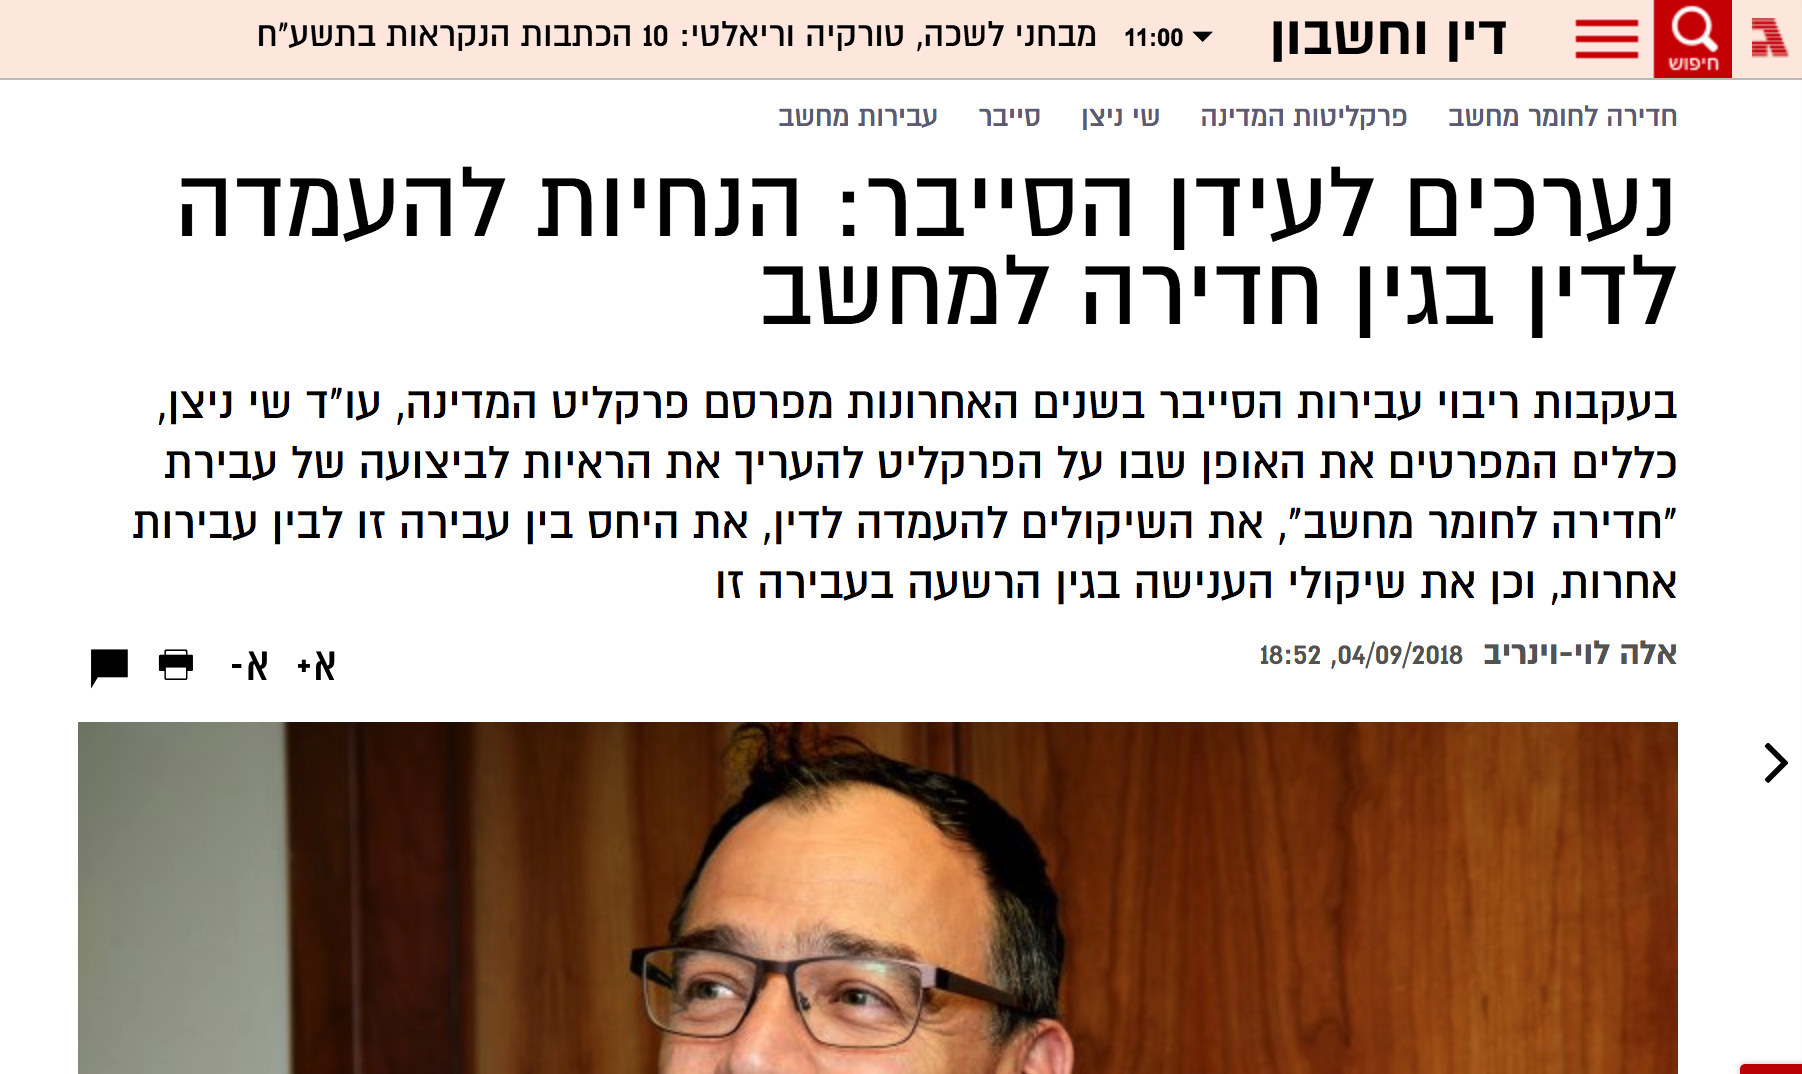 ג
חיפוש
דין וחשבון
11:00 מבחני לשכה, טורקיה וריאלטי: 10 הכתבות הנקראות בתשע"ח
חדירה לחומר מחשב פרקליטות המדינה שי ניצן סייבר עבירות מחשב
נערכים לעידן הסייבר: הנחיות להעמדה
לדין בגין חדירה למחשב
בעקבות ריבוי עבירות הסייבר בשנים האחרונות מפרסם פרקליט המדינה, עו"ד שי ניצן,
כללים המפרטים את האופן שבו על הפרקליט להעריך את הראיות לביצועה של עבירת
"חדירה לחומר מחשב", את השיקולים להעמדה לדין, את היחס בין עבירה זו לבין עבירות
אחרות, וכן את שיקולי הענישה בגין הרשעה בעבירה זו
אלה לוי-וינריב 04/09/2018, 18:52
א+ א-